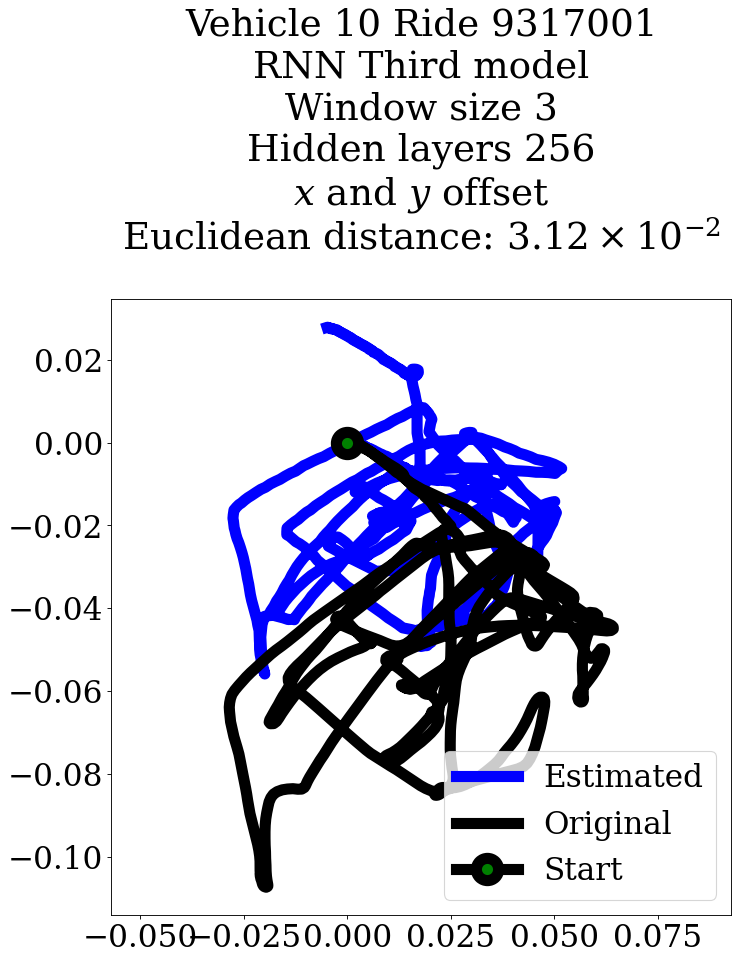 Vehicle 10 Ride 9317001
RNN Third model
Window size 3
Hidden layers 256
x and y offset
Euclidean distance: 3.12 × 10⁻²
0.02
0.00
−0.02
−0.04
−0.06
−0.08
−0.10
Estimated
Original
Start
−0.050 −0.025 0.000 0.025 0.050 0.075